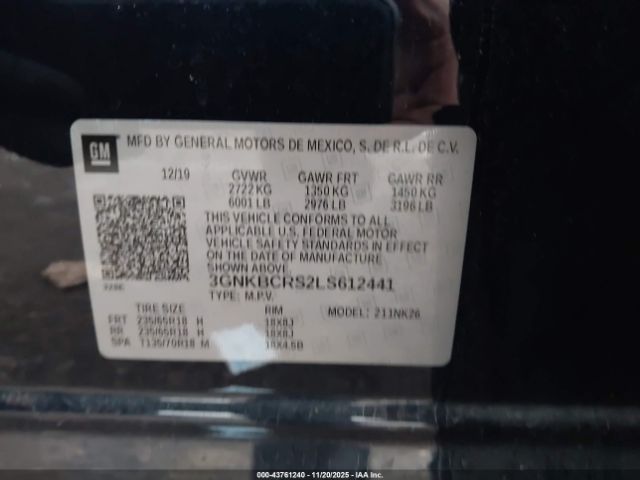 GM
MFD BY GENERAL MOTORS DE MEXICO, S. DE R.L. DE C.V.
12/19 GVWR GAWR FRT GAWR RR
2722 KG 1350 KG 1450 KG
6001 LB 2976 LB 3196 LB
THIS VEHICLE CONFORMS TO ALL
APPLICABLE U.S. FEDERAL MOTOR
VEHICLE SAFETY STANDARDS IN EFFECT
ON THE DATE OF MANUFACTURE
SHOWN ABOVE.
3GNKBCRS2LS612441
TYPE: M.P.V.
TIRE SIZE RIM MODEL: 211NK26
FRT 235/65R18 H 18X8J
RR 235/65R18 H 18X8J
SPA T135/70R18 M 18X4.5B
000-43761240 - 11/20/2025 - IAA Inc.